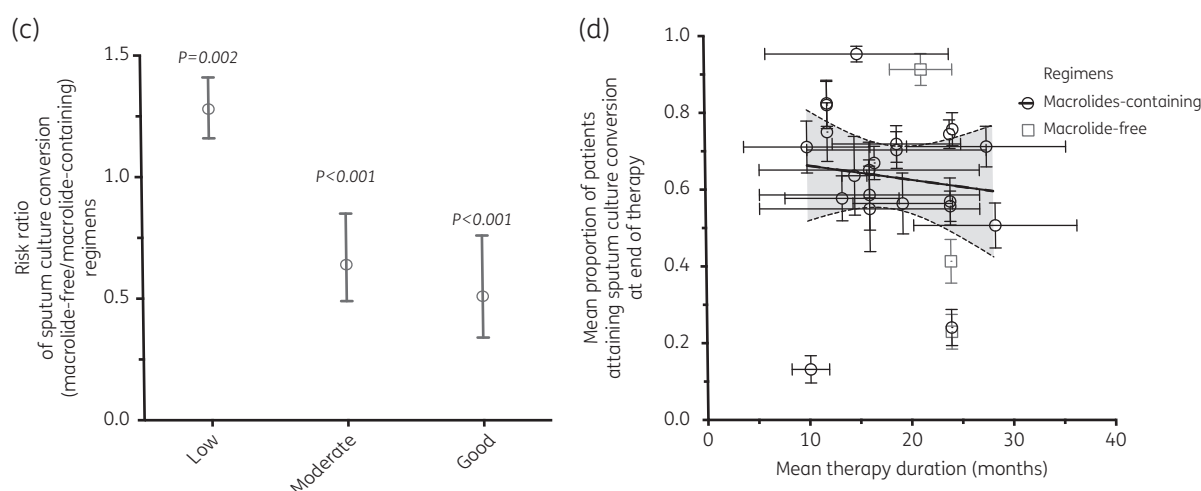 (c)
Risk ratio
of sputum culture conversion
(macrolide-free/macrolide-containing)
regimens
1.5
1.0
0.5
0.0
P=0.002
P<0.001
P<0.001
Low
Moderate
Good
(d)
Mean proportion of patients
attaining sputum culture conversion
at end of therapy
1.0
0.8
0.6
0.4
0.2
0.0
0
10
20
30
40
Mean therapy duration (months)
Regimens
Macrolides-containing
Macrolide-free